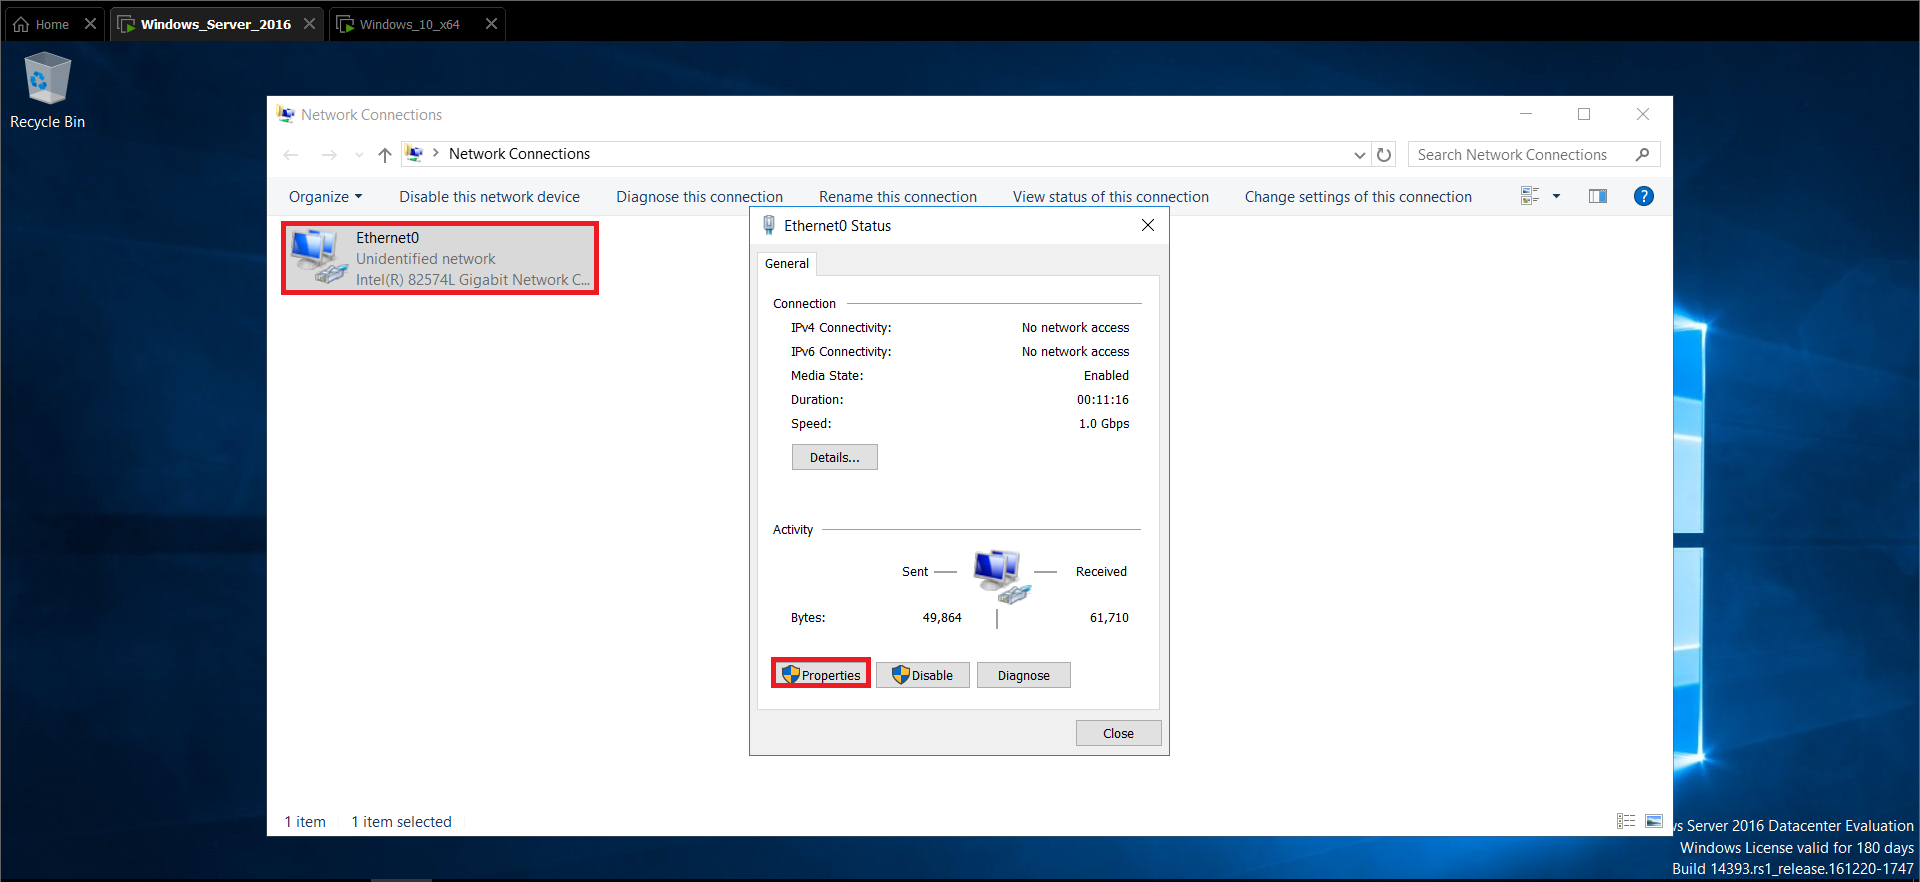 Home
Windows_Server_2016
Windows_10_x64
Recycle Bin
Network Connections
Network Connections
Search Network Connections
Organize
Disable this network device
Diagnose this connection
Rename this connection
View status of this connection
Change settings of this connection
?
Ethernet0
Unidentified network
Intel(R) 82574L Gigabit Network C...
Ethernet0 Status
General
Connection
IPv4 Connectivity: No network access
IPv6 Connectivity: No network access
Media State: Enabled
Duration: 00:11:16
Speed: 1.0 Gbps
Details...
Activity
Sent Received
Bytes: 49,864 61,710
Properties Disable Diagnose
Close
1 item 1 item selected
s Server 2016 Datacenter Evaluation
Windows License valid for 180 days
Build 14393.rs1_release.161220-1747